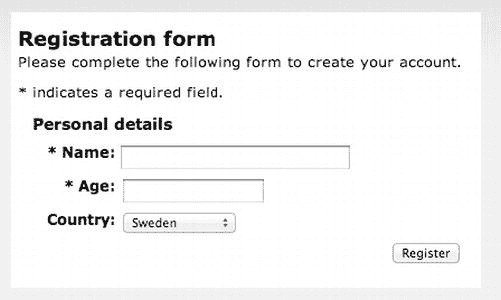 Registration form
Please complete the following form to create your account.
* indicates a required field.
Personal details
* Name:
* Age:
Country: Sweden
Register